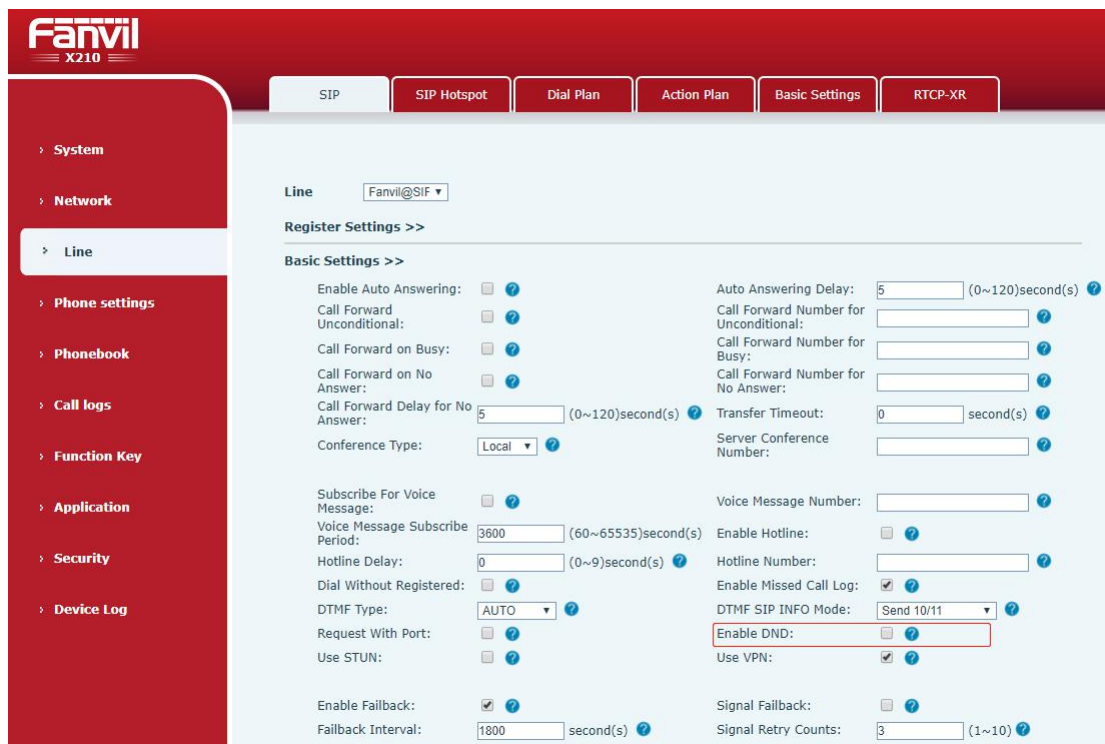 Fanvil
X210
SIP
SIP Hotspot
Dial Plan
Action Plan
Basic Settings
RTCP-XR
› System
› Network
› Line
› Phone settings
› Phonebook
› Call logs
› Function Key
› Application
› Security
› Device Log
Line Fanvil@SIF
Register Settings >>
Basic Settings >>
Enable Auto Answering:
Auto Answering Delay: 5 (0~120)second(s)
Call Forward
Unconditional:
Call Forward Number for
Unconditional:
Call Forward on Busy:
Call Forward Number for
Busy:
Call Forward on No
Answer:
Call Forward Number for
No Answer:
Call Forward Delay for No
Answer: 5 (0~120)second(s)
Transfer Timeout: 0 second(s)
Conference Type: Local
Server Conference
Number:
Subscribe For Voice
Message:
Voice Message Number:
Voice Message Subscribe
Period: 3600 (60~65535)second(s)
Enable Hotline:
Hotline Delay: 0 (0~9)second(s)
Hotline Number:
Dial Without Registered:
Enable Missed Call Log:
DTMF Type: AUTO
DTMF SIP INFO Mode: Send 10/11
Request With Port:
Enable DND:
Use STUN:
Use VPN:
Enable Failback:
Signal Failback:
Failback Interval: 1800 second(s)
Signal Retry Counts: 3 (1~10)